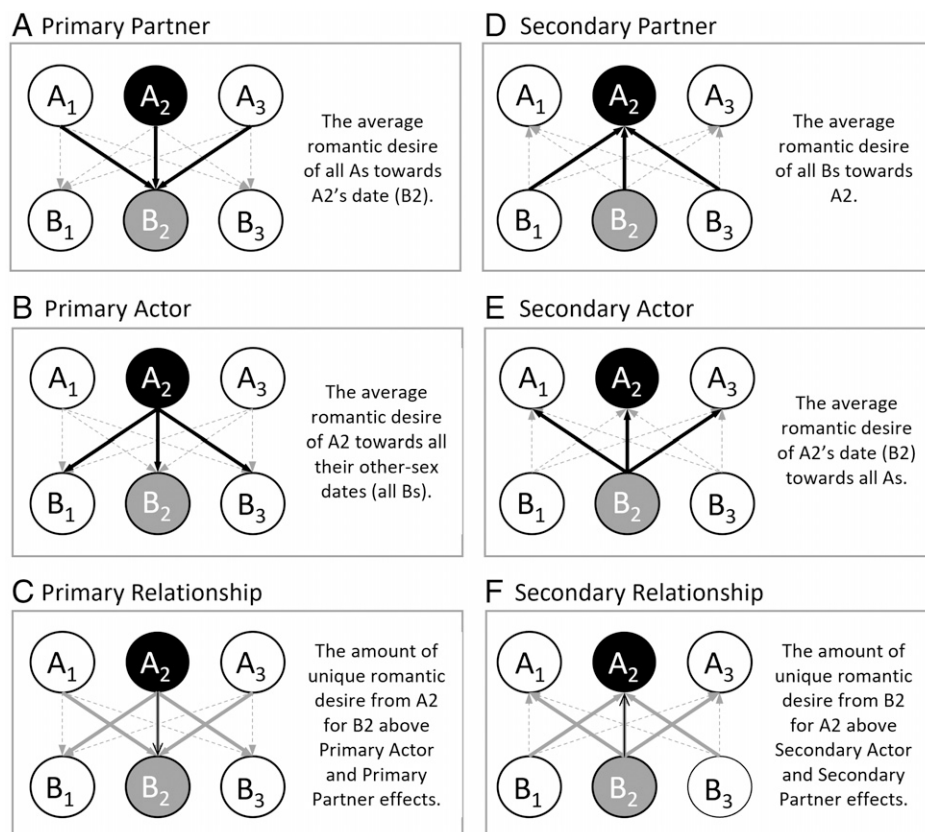 A Primary Partner
A1 A2 A3
B1 B2 B3
The average
romantic desire
of all As towards
A2's date (B2).
B Primary Actor
A1 A2 A3
B1 B2 B3
The average
romantic desire
of A2 towards all
their other-sex
dates (all Bs).
C Primary Relationship
A1 A2 A3
B1 B2 B3
The amount of
unique romantic
desire from A2
for B2 above
Primary Actor
and Primary
Partner effects.
D Secondary Partner
A1 A2 A3
B1 B2 B3
The average
romantic desire
of all Bs towards
A2.
E Secondary Actor
A1 A2 A3
B1 B2 B3
The average
romantic desire
of A2's date (B2)
towards all As.
F Secondary Relationship
A1 A2 A3
B1 B2 B3
The amount of
unique romantic
desire from B2
for A2 above
Secondary Actor
and Secondary
Partner effects.